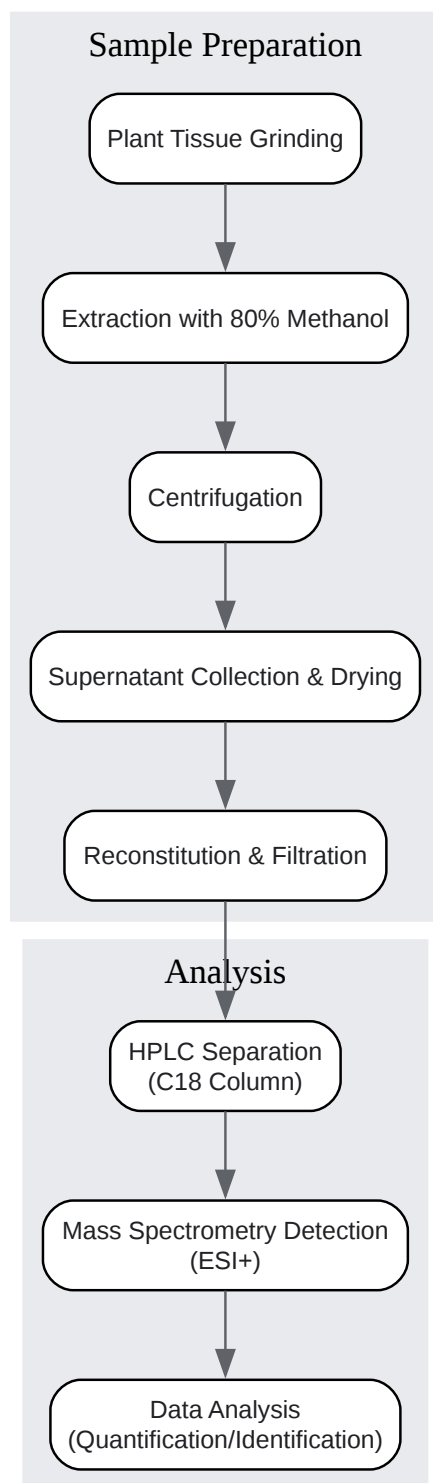 Sample Preparation
Plant Tissue Grinding
Extraction with 80% Methanol
Centrifugation
Supernatant Collection & Drying
Reconstitution & Filtration
Analysis
HPLC Separation
(C18 Column)
Mass Spectrometry Detection
(ESI+)
Data Analysis
(Quantification/Identification)